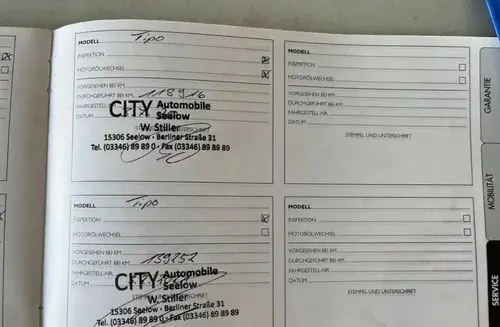 MODELL Tipo
INSPEKTION
MOTORÖLWECHSEL
VORGESEHEN BEI KM
DURCHGEFÜHRT BEI KM 118916
FAHRGESTELL-NR.
DATUM
STEMPEL UND UNTERSCHRIFT
CITY Automobile
Seelow
W. Stiller
15306 Seelow - Berliner Straße 31
Tel. (03346) 89 89 0 - Fax (03346) 89 89 89
MODELL
INSPEKTION
MOTORÖLWECHSEL
VORGESEHEN BEI KM
DURCHGEFÜHRT BEI KM
FAHRGESTELL-NR.
DATUM
STEMPEL UND UNTERSCHRIFT
MODELL Tipo
INSPEKTION
MOTORÖLWECHSEL
VORGESEHEN BEI KM
DURCHGEFÜHRT BEI KM 139252
FAHRGESTELL-NR.
DATUM
CITY Automobile
Seelow
W. Stiller
15306 Seelow - Berliner Straße 31
Tel. (03346) 89 89 0 - Fax (03346) 89 89 89
MODELL
INSPEKTION
MOTORÖLWECHSEL
VORGESEHEN BEI KM
DURCHGEFÜHRT BEI KM
FAHRGESTELL-NR.
DATUM
STEMPEL UND UNTERSCHRIFT
GARANTIE
MOBILITÄT
SERVICE